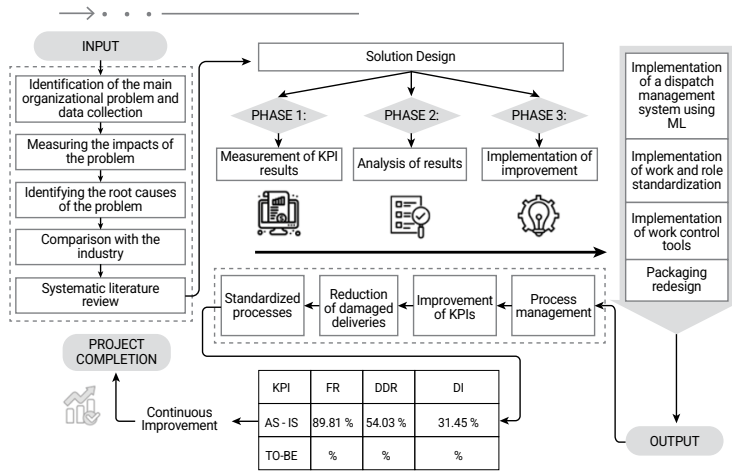 INPUT
Identification of the main
organizational problem and
data collection
Measuring the impacts of
the problem
Identifying the root causes
of the problem
Comparison with the
industry
Systematic literature
review
Solution Design
PHASE 1:
PHASE 2:
PHASE 3:
Measurement of KPI
results
Analysis of results
Implementation of
improvement
Implementation
of a dispatch
management
system using
ML
Implementation
of work and role
standardization
Implementation
of work control
tools
Packaging
redesign
OUTPUT
Process
management
Improvement
of KPIs
Reduction
of damaged
deliveries
Standardized
processes
KPI FR DDR DI
AS - IS 89.81 % 54.03 % 31.45 %
TO-BE % % %
Continuous
Improvement
PROJECT
COMPLETION